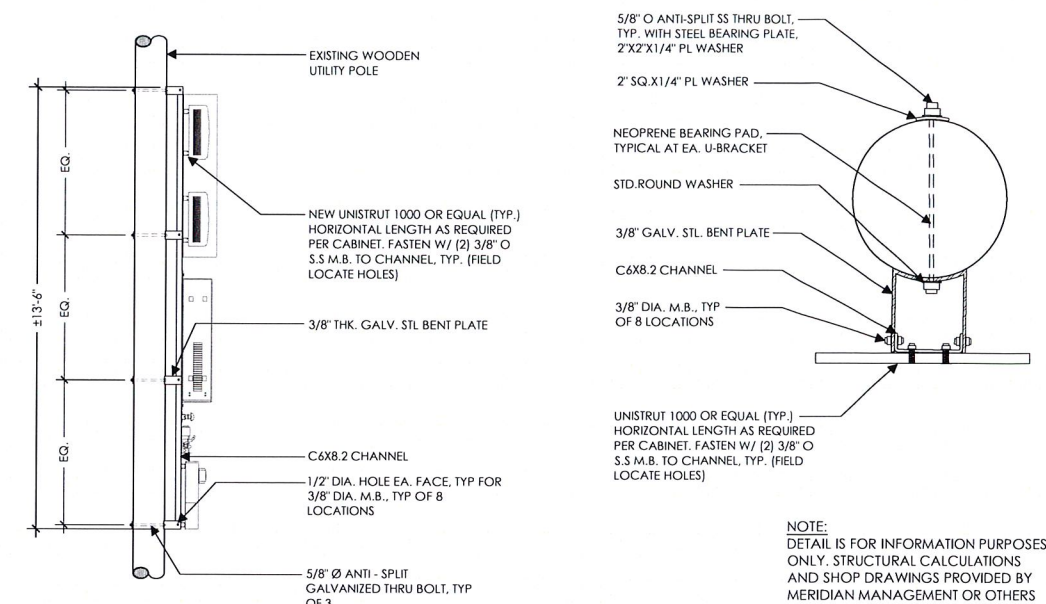 EXISTING WOODEN
UTILITY POLE
NEW UNISTRUT 1000 OR EQUAL (TYP.)
HORIZONTAL LENGTH AS REQUIRED
PER CABINET. FASTEN W/ (2) 3/8" O
S.S M.B. TO CHANNEL, TYP. (FIELD
LOCATE HOLES)
3/8" THK. GALV. STL BENT PLATE
C6X8.2 CHANNEL
1/2" DIA. HOLE EA. FACE, TYP FOR
3/8" DIA. M.B., TYP OF 8
LOCATIONS
5/8" Ø ANTI - SPLIT
GALVANIZED THRU BOLT, TYP
OF 3
EQ.
EQ.
EQ.
±13'-6"
5/8" O ANTI-SPLIT SS THRU BOLT,
TYP. WITH STEEL BEARING PLATE,
2"X2"X1/4" PL WASHER
2" SQ.X1/4" PL WASHER
NEOPRENE BEARING PAD,
TYPICAL AT EA. U-BRACKET
STD.ROUND WASHER
3/8" GALV. STL. BENT PLATE
C6X8.2 CHANNEL
3/8" DIA. M.B., TYP
OF 8 LOCATIONS
UNISTRUT 1000 OR EQUAL (TYP.)
HORIZONTAL LENGTH AS REQUIRED
PER CABINET. FASTEN W/ (2) 3/8" O
S.S M.B. TO CHANNEL, TYP. (FIELD
LOCATE HOLES)
NOTE:
DETAIL IS FOR INFORMATION PURPOSES
ONLY. STRUCTURAL CALCULATIONS
AND SHOP DRAWINGS PROVIDED BY
MERIDIAN MANAGEMENT OR OTHERS